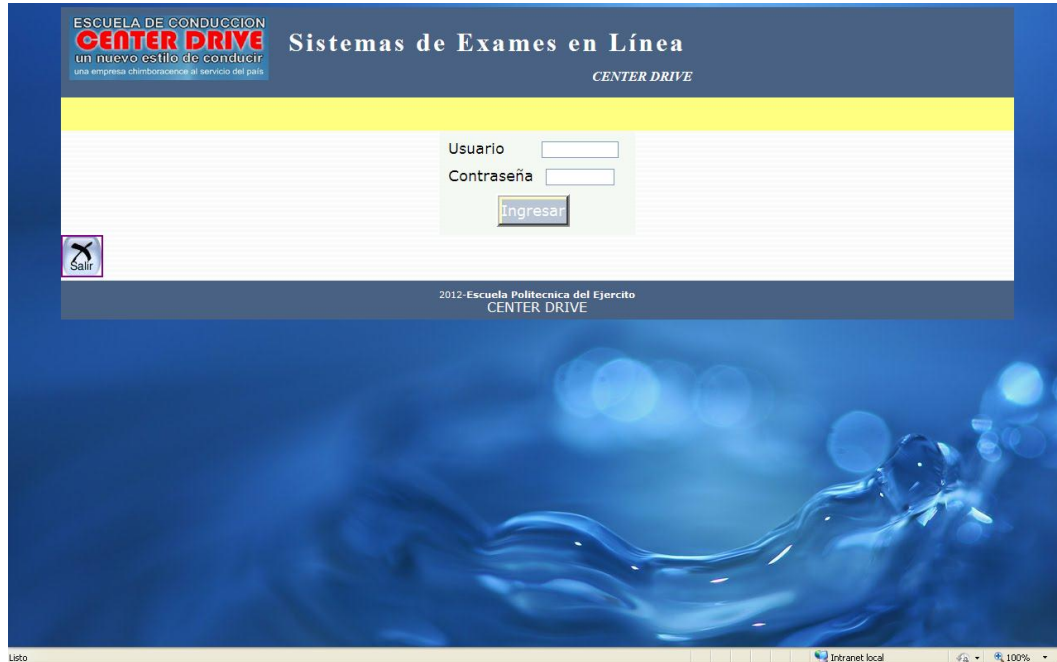 ESCUELA DE CONDUCCION
CENTER DRIVE
un nuevo estilo de conducir
una empresa chimboracence al servicio del país
Sistemas de Exames en Línea
CENTER DRIVE
Usuario
Contraseña
Ingresar
Salir
2012-Escuela Politecnica del Ejercito
CENTER DRIVE
Listo
Intranet local
100%